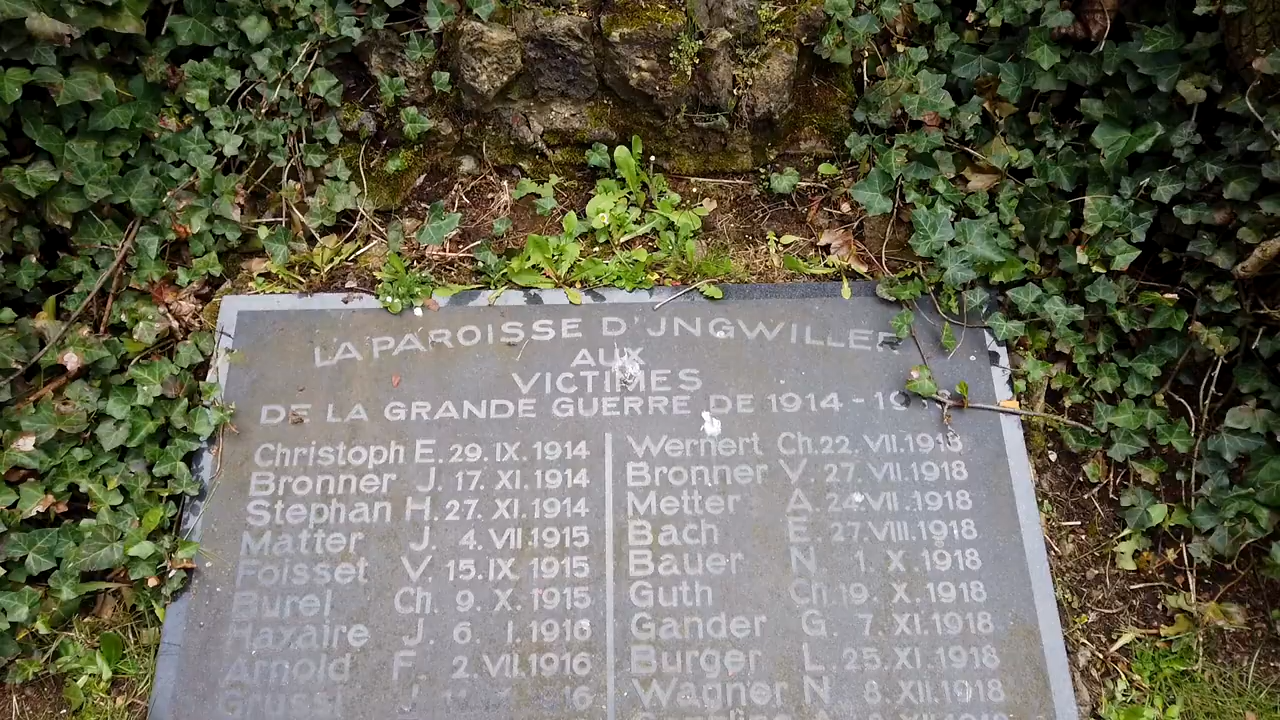 LA PAROISSE D'JNGWILLER
AUX
VICTIMES
DE LA GRANDE GUERRE DE 1914 - 19
Christoph E. 29. IX. 1914
Bronner J. 17. XI. 1914
Stephan H. 27. XI. 1914
Matter J. 4. VII. 1915
Foisset V. 15. IX 1915
Burel Ch. 9. X. 1915
Haxaire J. 6. I. 1916
Arnold F. 2. VII. 1916
Wernert Ch. 22. VII. 1918
Bronner V. 27. VII. 1918
Metter A 24. VII. 1918
Bach E. 27. VIII. 1918
Bauer N 1. X. 1918
Guth Ch 19. X. 1918
Gander G. 7. XI. 1918
Burger L. 25. XI. 1918
Wagner N 8. XII. 1918